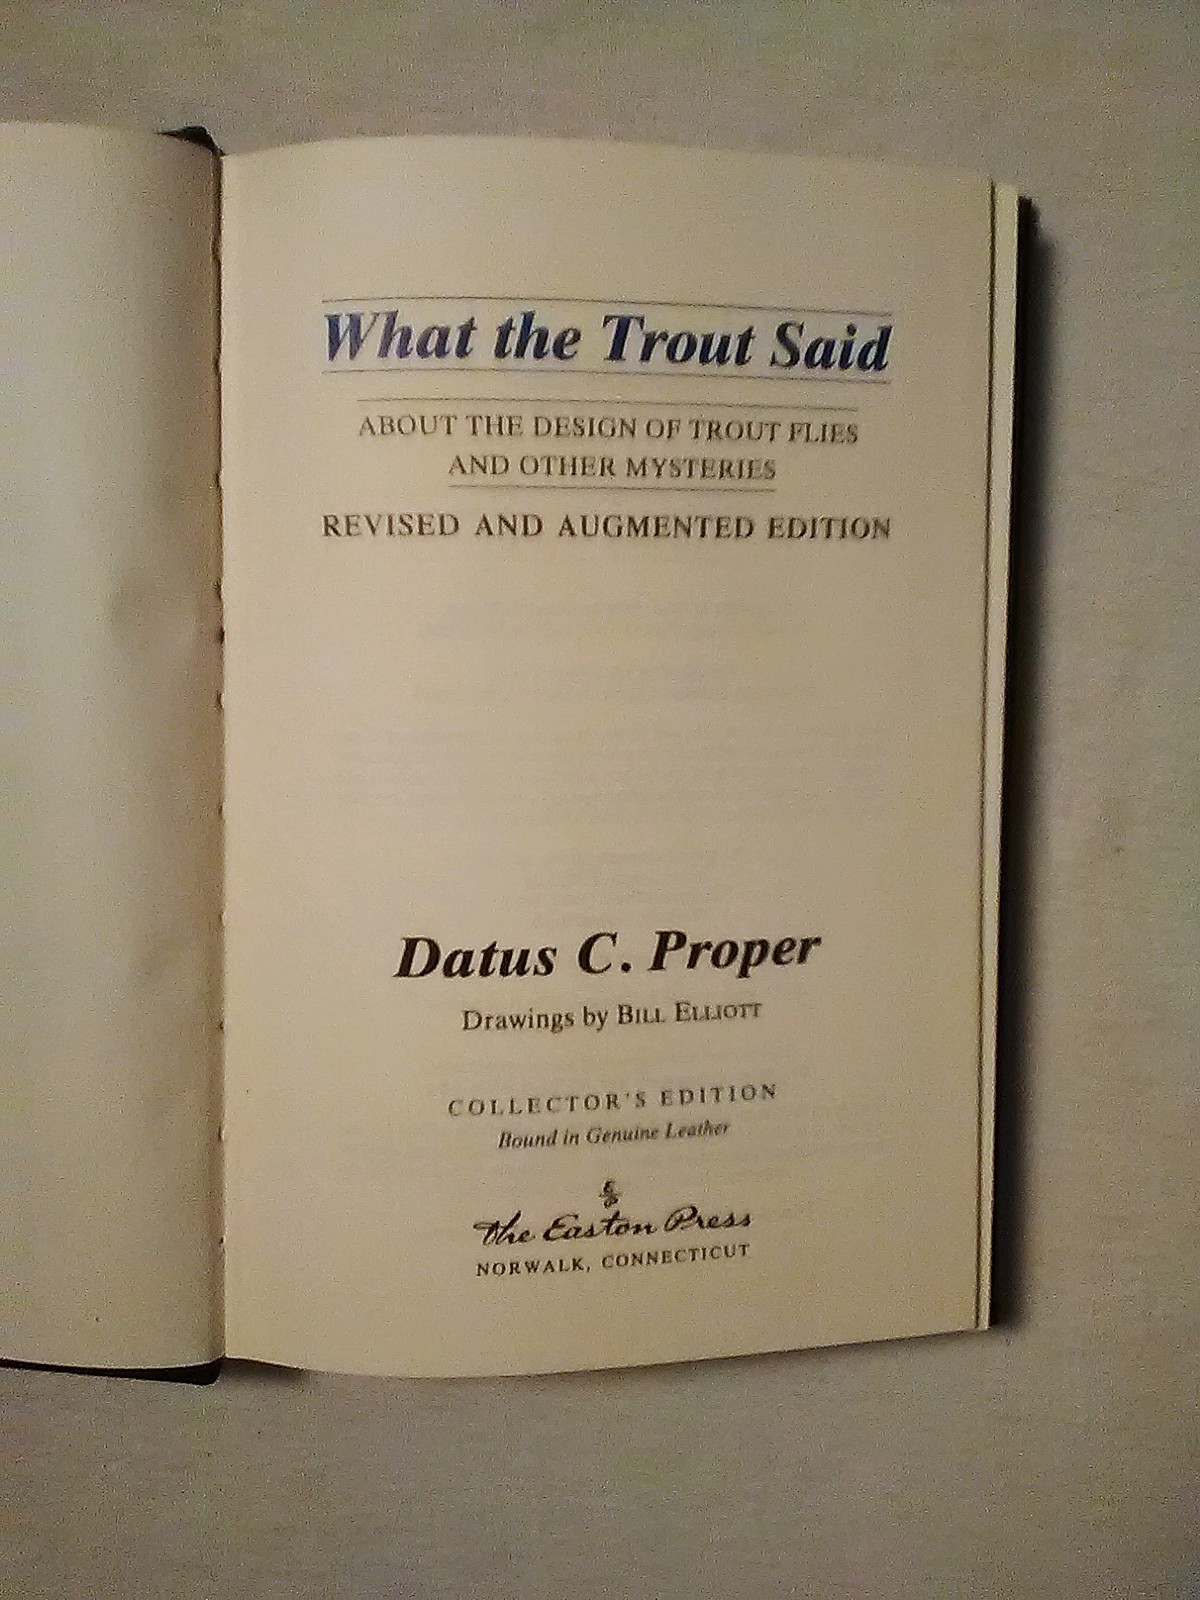 What the Trout Said
ABOUT THE DESIGN OF TROUT FLIES
AND OTHER MYSTERIES
REVISED AND AUGMENTED EDITION
Datus C. Proper
Drawings by BILL ELLIOTT
COLLECTOR'S EDITION
Bound in Genuine Leather
The Easton Press
NORWALK, CONNECTICUT